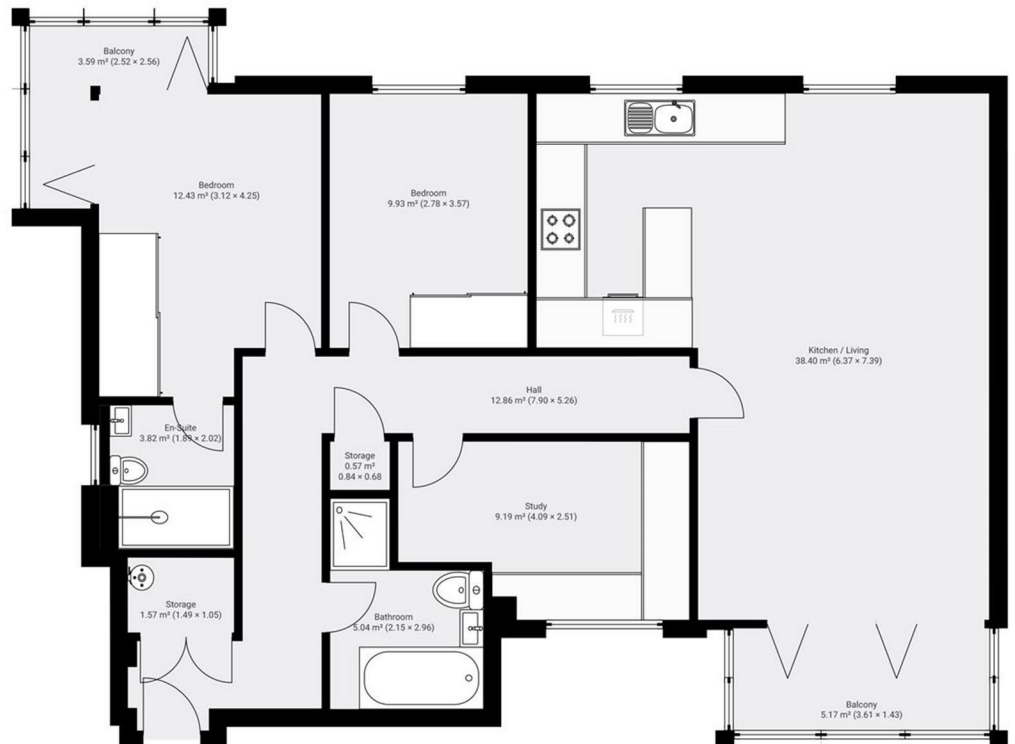 Balcony
3.59 m² (2.52 × 2.56)
Bedroom
12.43 m² (3.12 × 4.25)
Bedroom
9.93 m² (2.78 × 3.57)
Kitchen / Living
38.40 m² (6.37 × 7.39)
Hall
12.86 m² (7.90 × 5.26)
En-Suite
3.82 m² (1.89 × 2.02)
Storage
0.57 m²
0.84 × 0.68
Study
9.19 m² (4.09 × 2.51)
Storage
1.57 m² (1.49 × 1.05)
Bathroom
5.04 m² (2.15 × 2.96)
Balcony
5.17 m² (3.61 × 1.43)